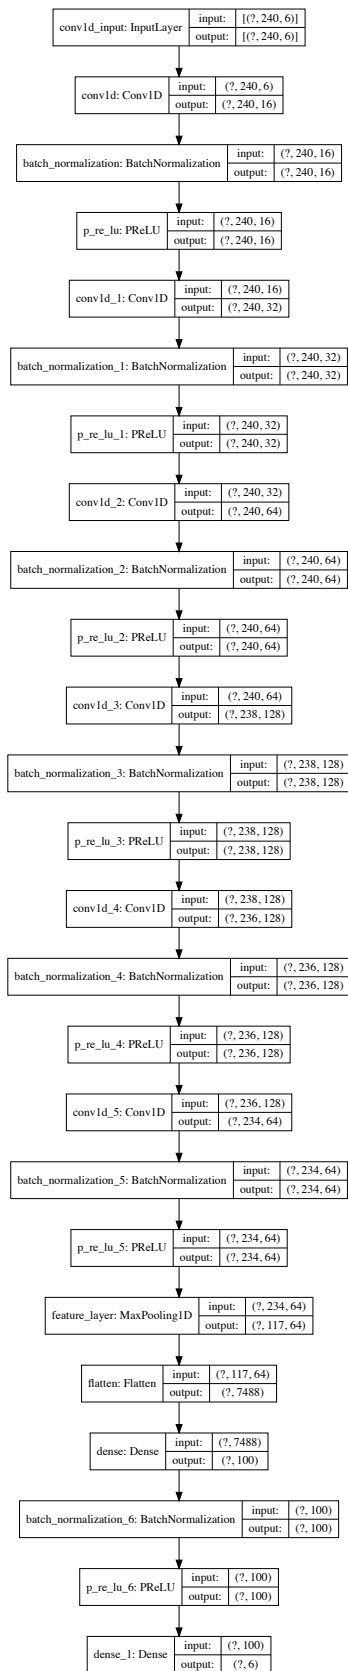 conv1d_input: InputLayer
input: [(?, 240, 6)]
output: [(?, 240, 6)]
conv1d: Conv1D
input: (?, 240, 6)
output: (?, 240, 16)
batch_normalization: BatchNormalization
input: (?, 240, 16)
output: (?, 240, 16)
p_re_lu: PReLU
input: (?, 240, 16)
output: (?, 240, 16)
conv1d_1: Conv1D
input: (?, 240, 16)
output: (?, 240, 32)
batch_normalization_1: BatchNormalization
input: (?, 240, 32)
output: (?, 240, 32)
p_re_lu_1: PReLU
input: (?, 240, 32)
output: (?, 240, 32)
conv1d_2: Conv1D
input: (?, 240, 32)
output: (?, 240, 64)
batch_normalization_2: BatchNormalization
input: (?, 240, 64)
output: (?, 240, 64)
p_re_lu_2: PReLU
input: (?, 240, 64)
output: (?, 240, 64)
conv1d_3: Conv1D
input: (?, 240, 64)
output: (?, 238, 128)
batch_normalization_3: BatchNormalization
input: (?, 238, 128)
output: (?, 238, 128)
p_re_lu_3: PReLU
input: (?, 238, 128)
output: (?, 238, 128)
conv1d_4: Conv1D
input: (?, 238, 128)
output: (?, 236, 128)
batch_normalization_4: BatchNormalization
input: (?, 236, 128)
output: (?, 236, 128)
p_re_lu_4: PReLU
input: (?, 236, 128)
output: (?, 236, 128)
conv1d_5: Conv1D
input: (?, 236, 128)
output: (?, 234, 64)
batch_normalization_5: BatchNormalization
input: (?, 234, 64)
output: (?, 234, 64)
p_re_lu_5: PReLU
input: (?, 234, 64)
output: (?, 234, 64)
feature_layer: MaxPooling1D
input: (?, 234, 64)
output: (?, 117, 64)
flatten: Flatten
input: (?, 117, 64)
output: (?, 7488)
dense: Dense
input: (?, 7488)
output: (?, 100)
batch_normalization_6: BatchNormalization
input: (?, 100)
output: (?, 100)
p_re_lu_6: PReLU
input: (?, 100)
output: (?, 100)
dense_1: Dense
input: (?, 100)
output: (?, 6)